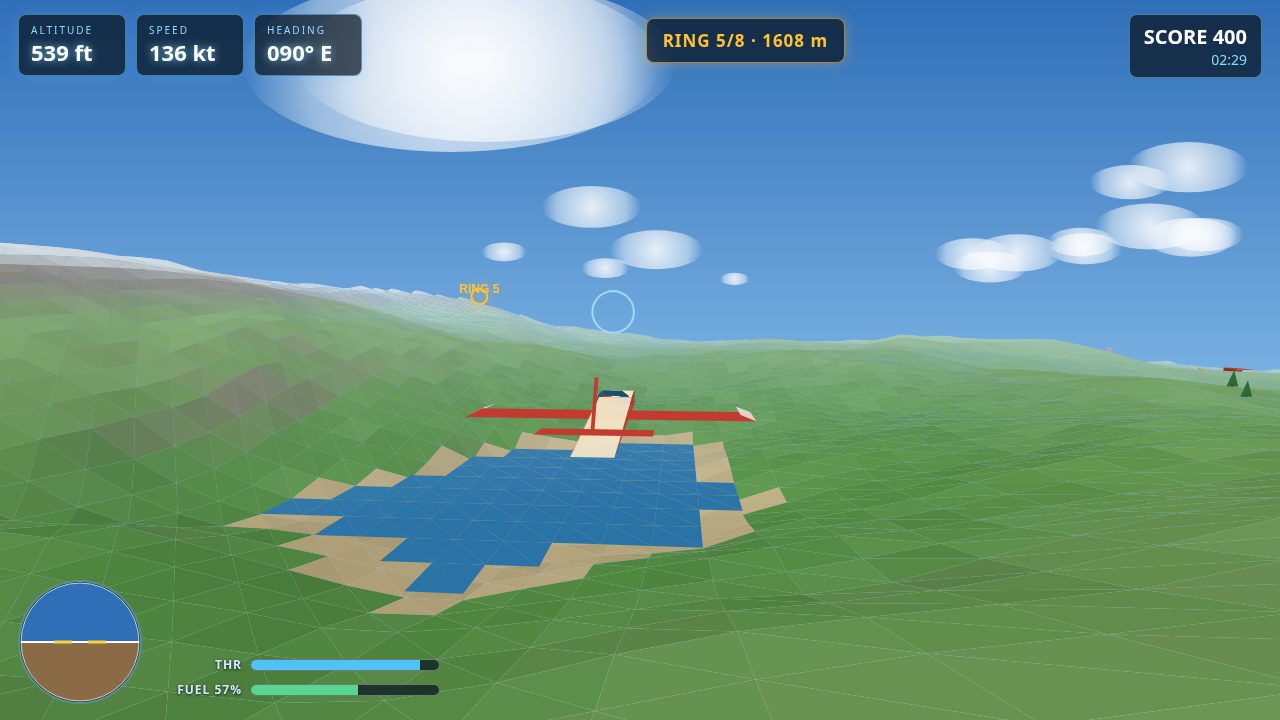 ALTITUDE
539 ft
SPEED
136 kt
HEADING
090° E
RING 5/8 · 1608 m
SCORE 400
02:29
RING 5
THR
FUEL 57%